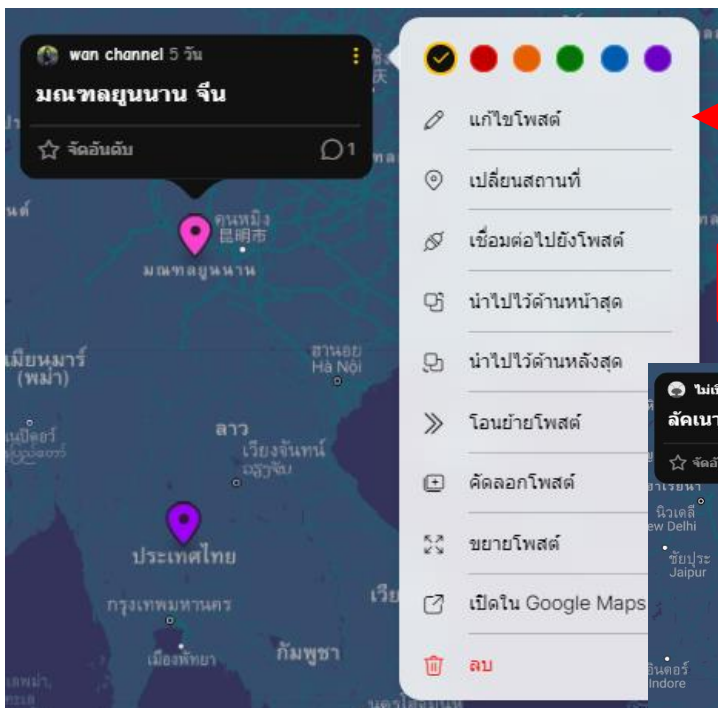 wan channel 5 วัน
มณฑลยูนนาน จีน
จัดอันดับ
1
แก้ไขโพสต์
เปลี่ยนสถานที่
เชื่อมต่อไปยังโพสต์
นำไปไว้ด้านหน้าสุด
นำไปไว้ด้านหลังสุด
โอนย้ายโพสต์
คัดลอกโพสต์
ขยายโพสต์
เปิดใน Google Maps
ลบ
คุนหมิง
昆明市
มณฑลยูนนาน
ฮานอย
Hà Nội
เมียนมาร์
(พม่า)
ลาว
เวียงจันทน์
ວຽງຈັນ
ประเทศไทย
กรุงเทพมหานคร
เมืองพัทยา
กัมพูชา
นิวเดลี
ew Delhi
ชัยปุระ
Jaipur
อินดอร์
Indore